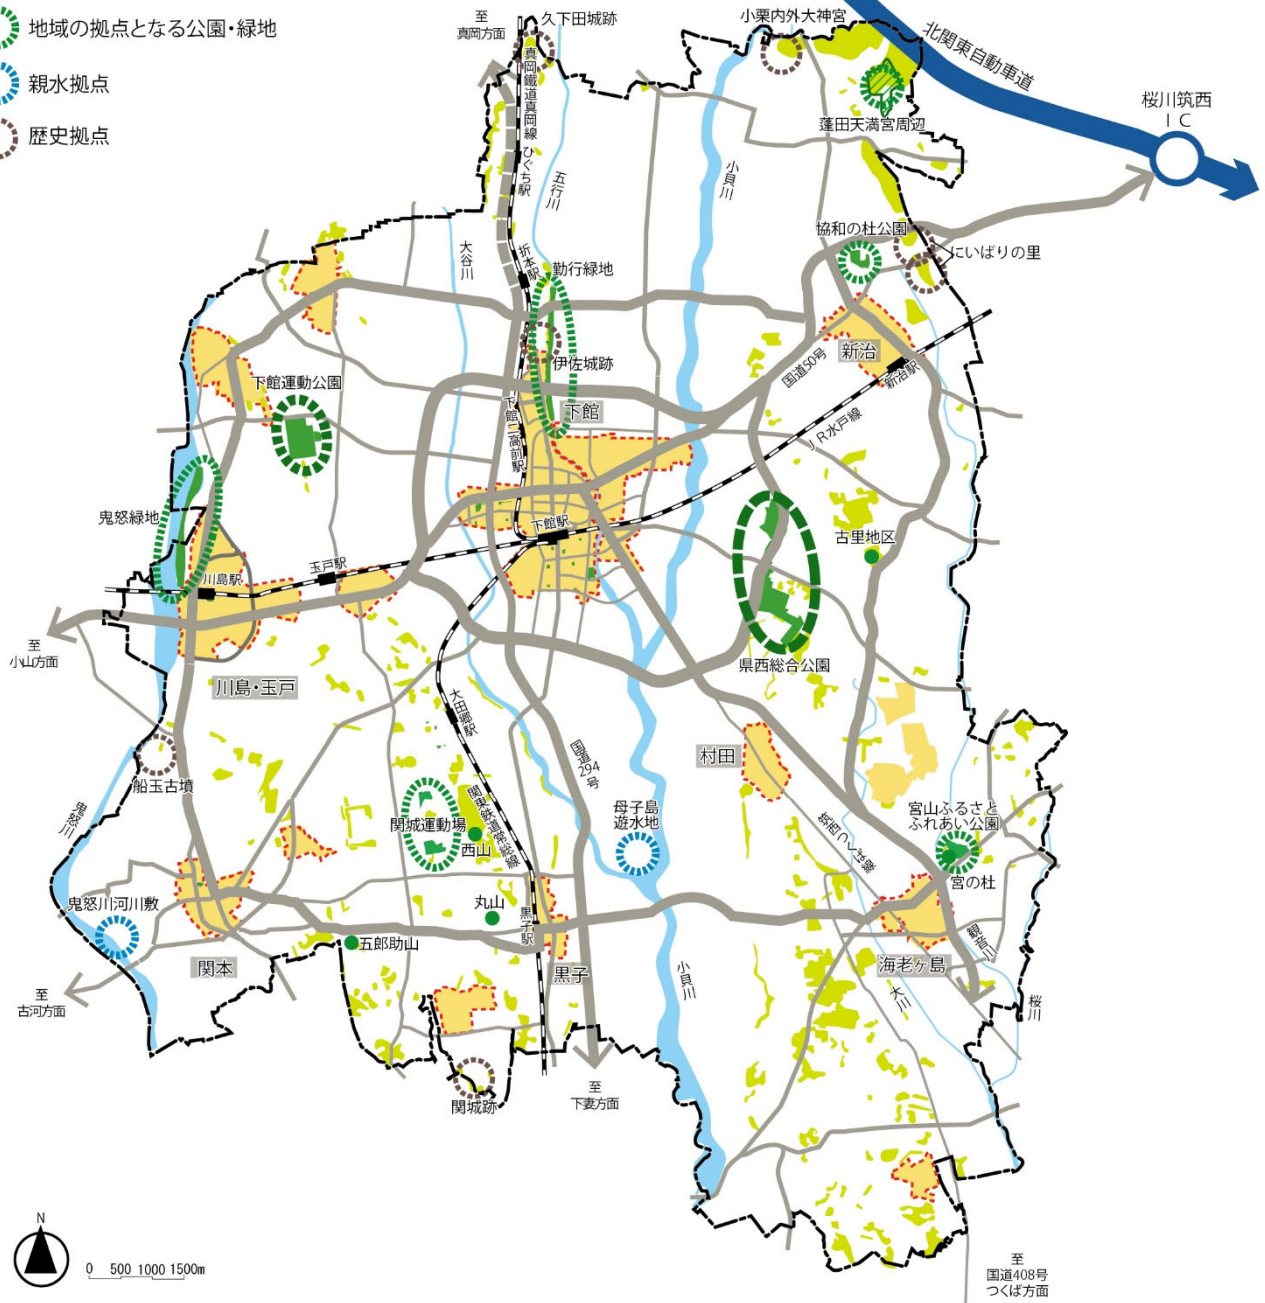 地域の拠点となる公園・緑地
親水拠点
歴史拠点
至
真岡方面
久下田城跡
小栗内外大神宮
北関東自動車道
桜川筑西
IC
真岡鐵道真岡線
ひぐち駅
蓬田天満宮周辺
五行川
小貝川
大谷川
協和の杜公園
にいばりの里
折本駅
勤行緑地
伊佐城跡
国道50号
新治
新治駅
下館運動公園
下館
下館二高前駅
JR水戸線
鬼怒緑地
下館駅
古里地区
玉戸駅
川島駅
至
小山方面
県西総合公園
川島・玉戸
大田郷駅
国道
294
号
村田
船玉古墳
鬼怒川
関城運動場
関東鉄道常総線
西山
母子島
遊水地
筑西つくば線
宮山ふるさと
ふれあい公園
宮の杜
鬼怒川河川敷
丸山
黒子駅
五郎助山
関本
黒子
小貝川
海老ヶ島
観音川
大川
桜川
至
古河方面
関城跡
至
下妻方面
N
0 500 1000 1500m
至
国道408号
つくば方面